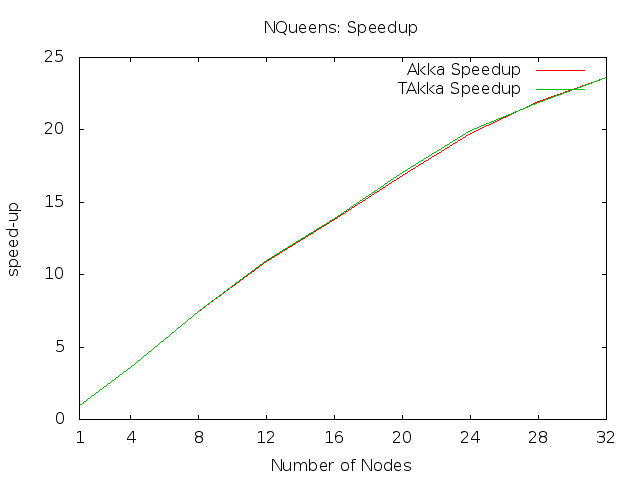 NQueens: Speedup
25
20
15
10
5
0
speed-up
Akka Speedup
TAkka Speedup
1 4 8 12 16 20 24 28 32
Number of Nodes